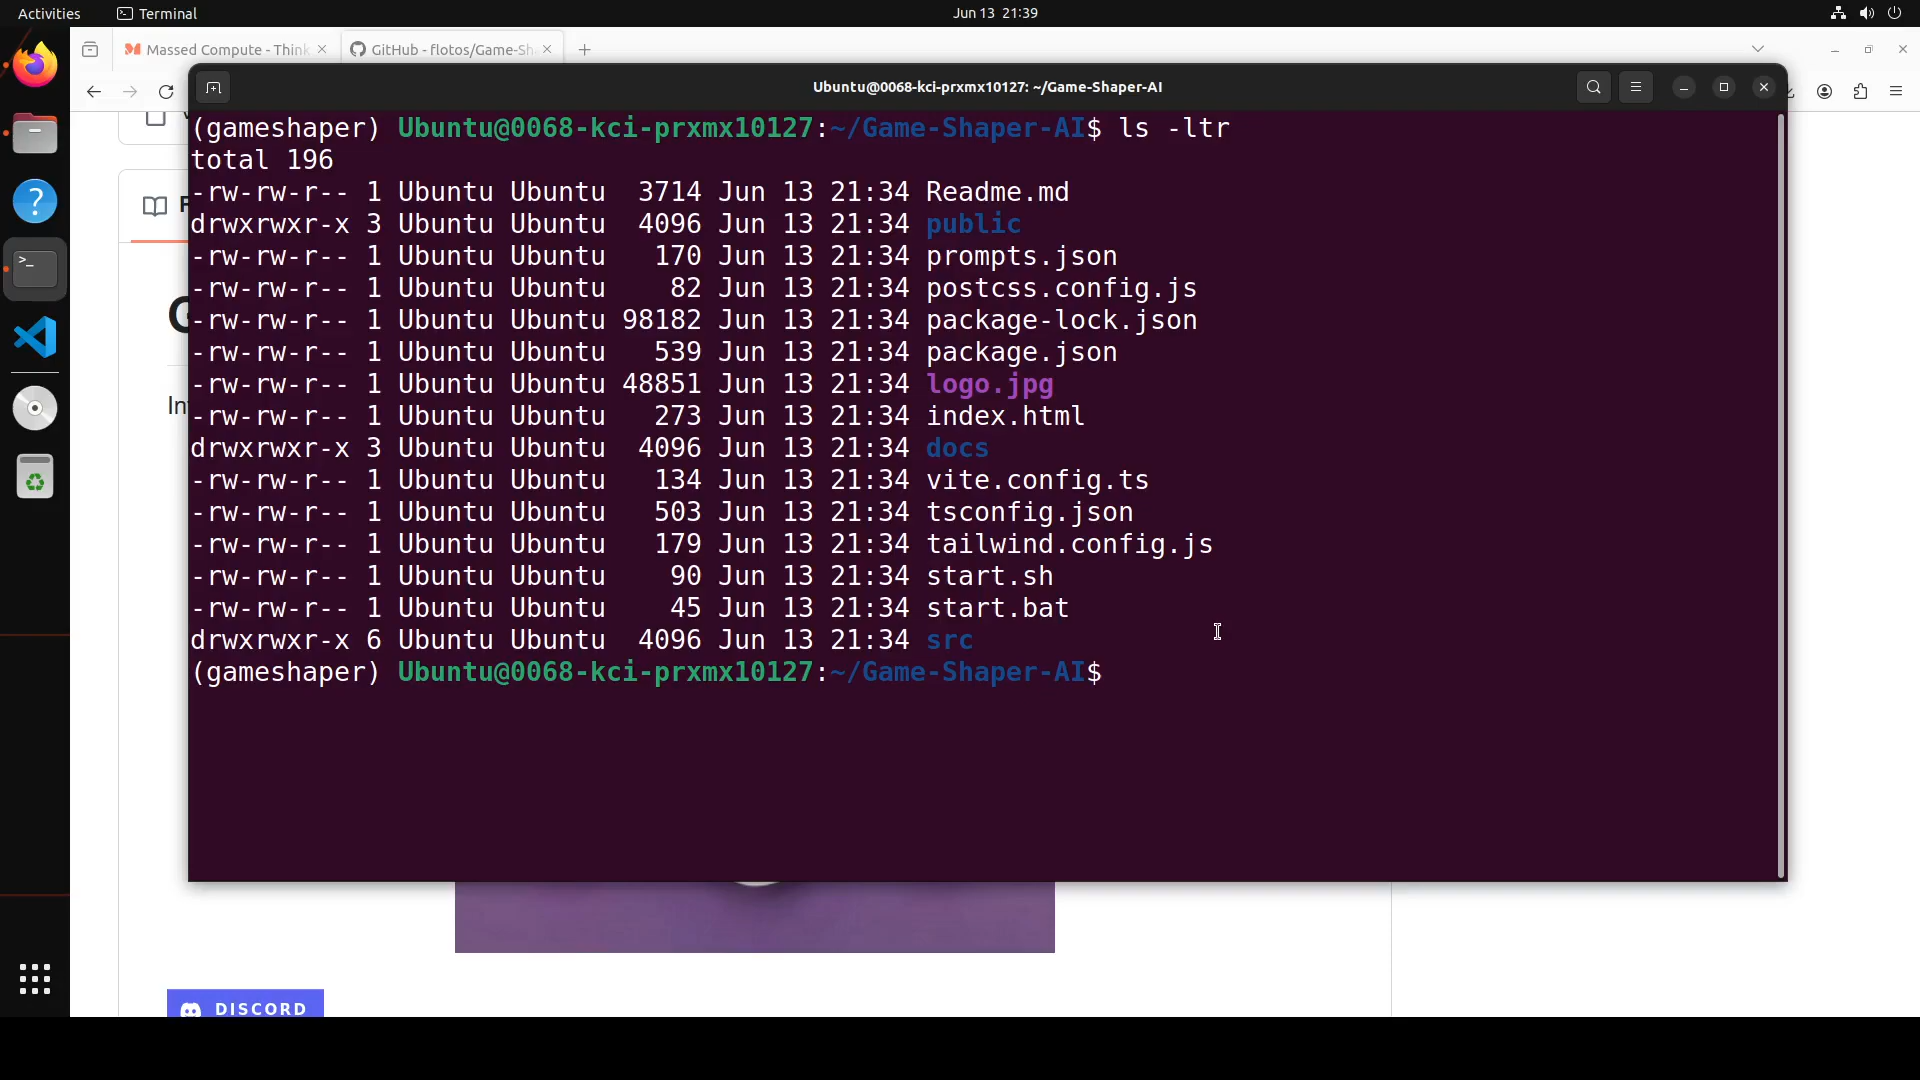 Activities
Terminal
Jun 13 21:39
Massed Compute - Think
GitHub - flotos/Game-Sh
Ubuntu@0068-kci-prxmx10127: ~/Game-Shaper-AI
(gameshaper) Ubuntu@0068-kci-prxmx10127:~/Game-Shaper-AI$ ls -ltr
total 196
-rw-rw-r-- 1 Ubuntu Ubuntu  3714 Jun 13 21:34 Readme.md
drwxrwxr-x 3 Ubuntu Ubuntu  4096 Jun 13 21:34 public
-rw-rw-r-- 1 Ubuntu Ubuntu   170 Jun 13 21:34 prompts.json
-rw-rw-r-- 1 Ubuntu Ubuntu    82 Jun 13 21:34 postcss.config.js
-rw-rw-r-- 1 Ubuntu Ubuntu 98182 Jun 13 21:34 package-lock.json
-rw-rw-r-- 1 Ubuntu Ubuntu   539 Jun 13 21:34 package.json
-rw-rw-r-- 1 Ubuntu Ubuntu 48851 Jun 13 21:34 logo.jpg
-rw-rw-r-- 1 Ubuntu Ubuntu   273 Jun 13 21:34 index.html
drwxrwxr-x 3 Ubuntu Ubuntu  4096 Jun 13 21:34 docs
-rw-rw-r-- 1 Ubuntu Ubuntu   134 Jun 13 21:34 vite.config.ts
-rw-rw-r-- 1 Ubuntu Ubuntu   503 Jun 13 21:34 tsconfig.json
-rw-rw-r-- 1 Ubuntu Ubuntu   179 Jun 13 21:34 tailwind.config.js
-rw-rw-r-- 1 Ubuntu Ubuntu    90 Jun 13 21:34 start.sh
-rw-rw-r-- 1 Ubuntu Ubuntu    45 Jun 13 21:34 start.bat
drwxrwxr-x 6 Ubuntu Ubuntu  4096 Jun 13 21:34 src
(gameshaper) Ubuntu@0068-kci-prxmx10127:~/Game-Shaper-AI$
DISCORD